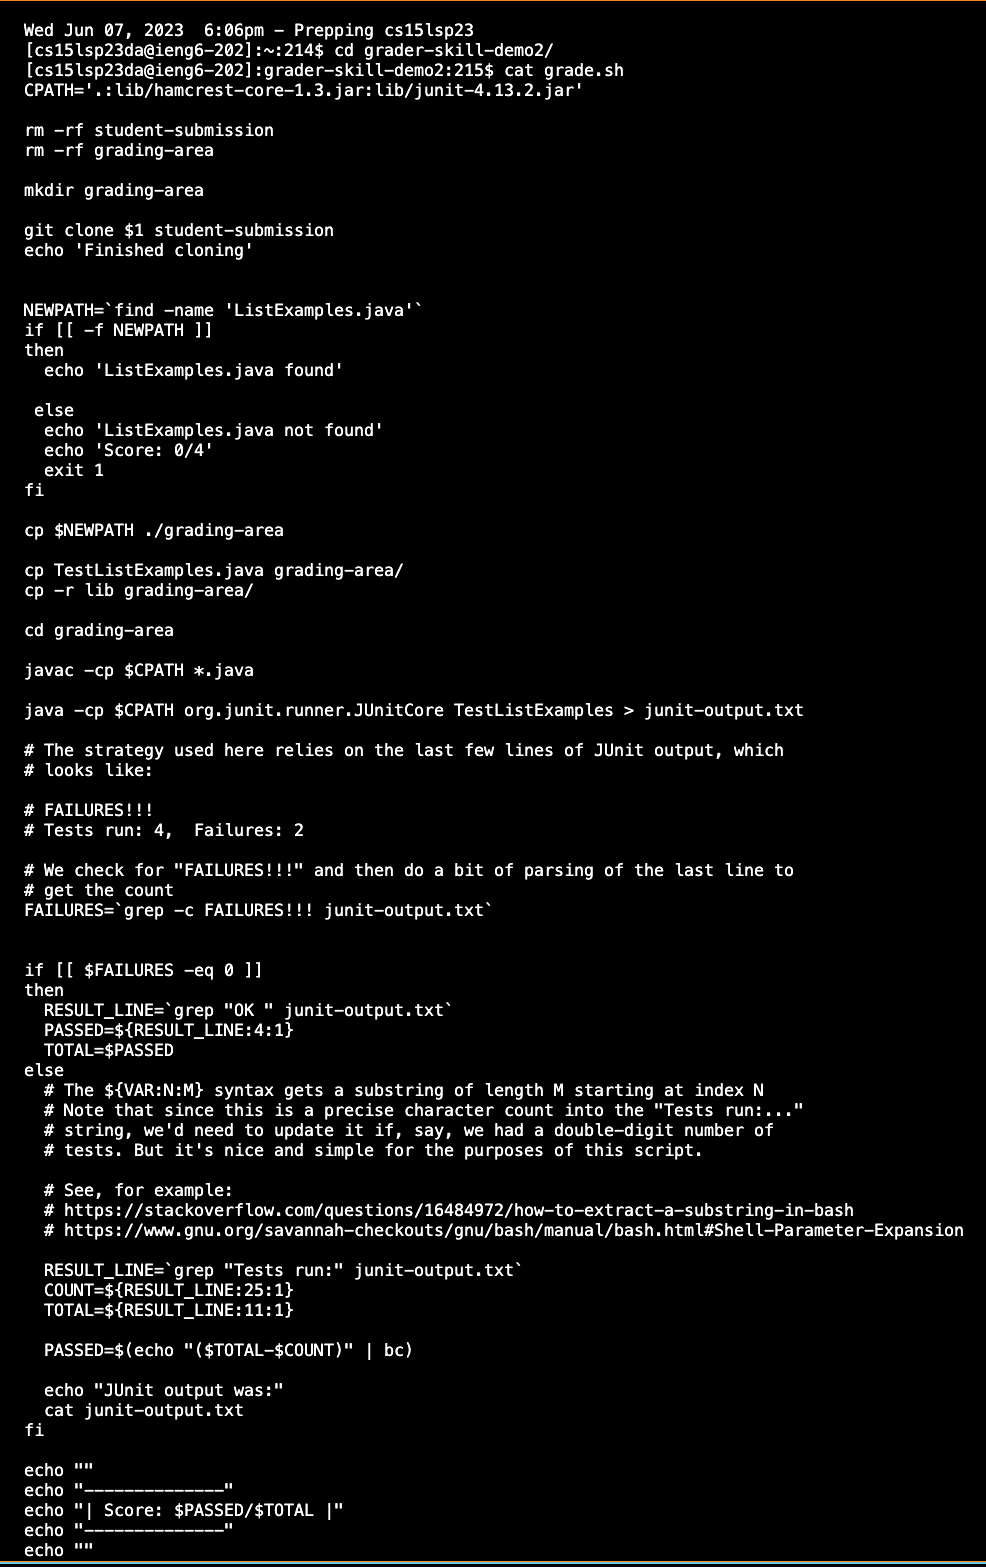 Wed Jun 07, 2023  6:06pm - Prepping cs15lsp23
[cs15lsp23da@ieng6-202]:~:214$ cd grader-skill-demo2/
[cs15lsp23da@ieng6-202]:grader-skill-demo2:215$ cat grade.sh
CPATH='.:lib/hamcrest-core-1.3.jar:lib/junit-4.13.2.jar'

rm -rf student-submission
rm -rf grading-area

mkdir grading-area

git clone $1 student-submission
echo 'Finished cloning'


NEWPATH=`find -name 'ListExamples.java'`
if [[ -f NEWPATH ]]
then
  echo 'ListExamples.java found'

 else
  echo 'ListExamples.java not found'
  echo 'Score: 0/4'
  exit 1
fi

cp $NEWPATH ./grading-area

cp TestListExamples.java grading-area/
cp -r lib grading-area/

cd grading-area

javac -cp $CPATH *.java

java -cp $CPATH org.junit.runner.JUnitCore TestListExamples > junit-output.txt

# The strategy used here relies on the last few lines of JUnit output, which
# looks like:

# FAILURES!!!
# Tests run: 4,  Failures: 2

# We check for "FAILURES!!!" and then do a bit of parsing of the last line to
# get the count
FAILURES=`grep -c FAILURES!!! junit-output.txt`


if [[ $FAILURES -eq 0 ]]
then
  RESULT_LINE=`grep "OK " junit-output.txt`
  PASSED=${RESULT_LINE:4:1}
  TOTAL=$PASSED
else
  # The ${VAR:N:M} syntax gets a substring of length M starting at index N
  # Note that since this is a precise character count into the "Tests run:..."
  # string, we'd need to update it if, say, we had a double-digit number of
  # tests. But it's nice and simple for the purposes of this script.

  # See, for example:
  # https://stackoverflow.com/questions/16484972/how-to-extract-a-substring-in-bash
  # https://www.gnu.org/savannah-checkouts/gnu/bash/manual/bash.html#Shell-Parameter-Expansion

  RESULT_LINE=`grep "Tests run:" junit-output.txt`
  COUNT=${RESULT_LINE:25:1}
  TOTAL=${RESULT_LINE:11:1}

  PASSED=$(echo "($TOTAL-$COUNT)" | bc)

  echo "JUnit output was:"
  cat junit-output.txt
fi

echo ""
echo "--------------"
echo "| Score: $PASSED/$TOTAL |"
echo "--------------"
echo ""